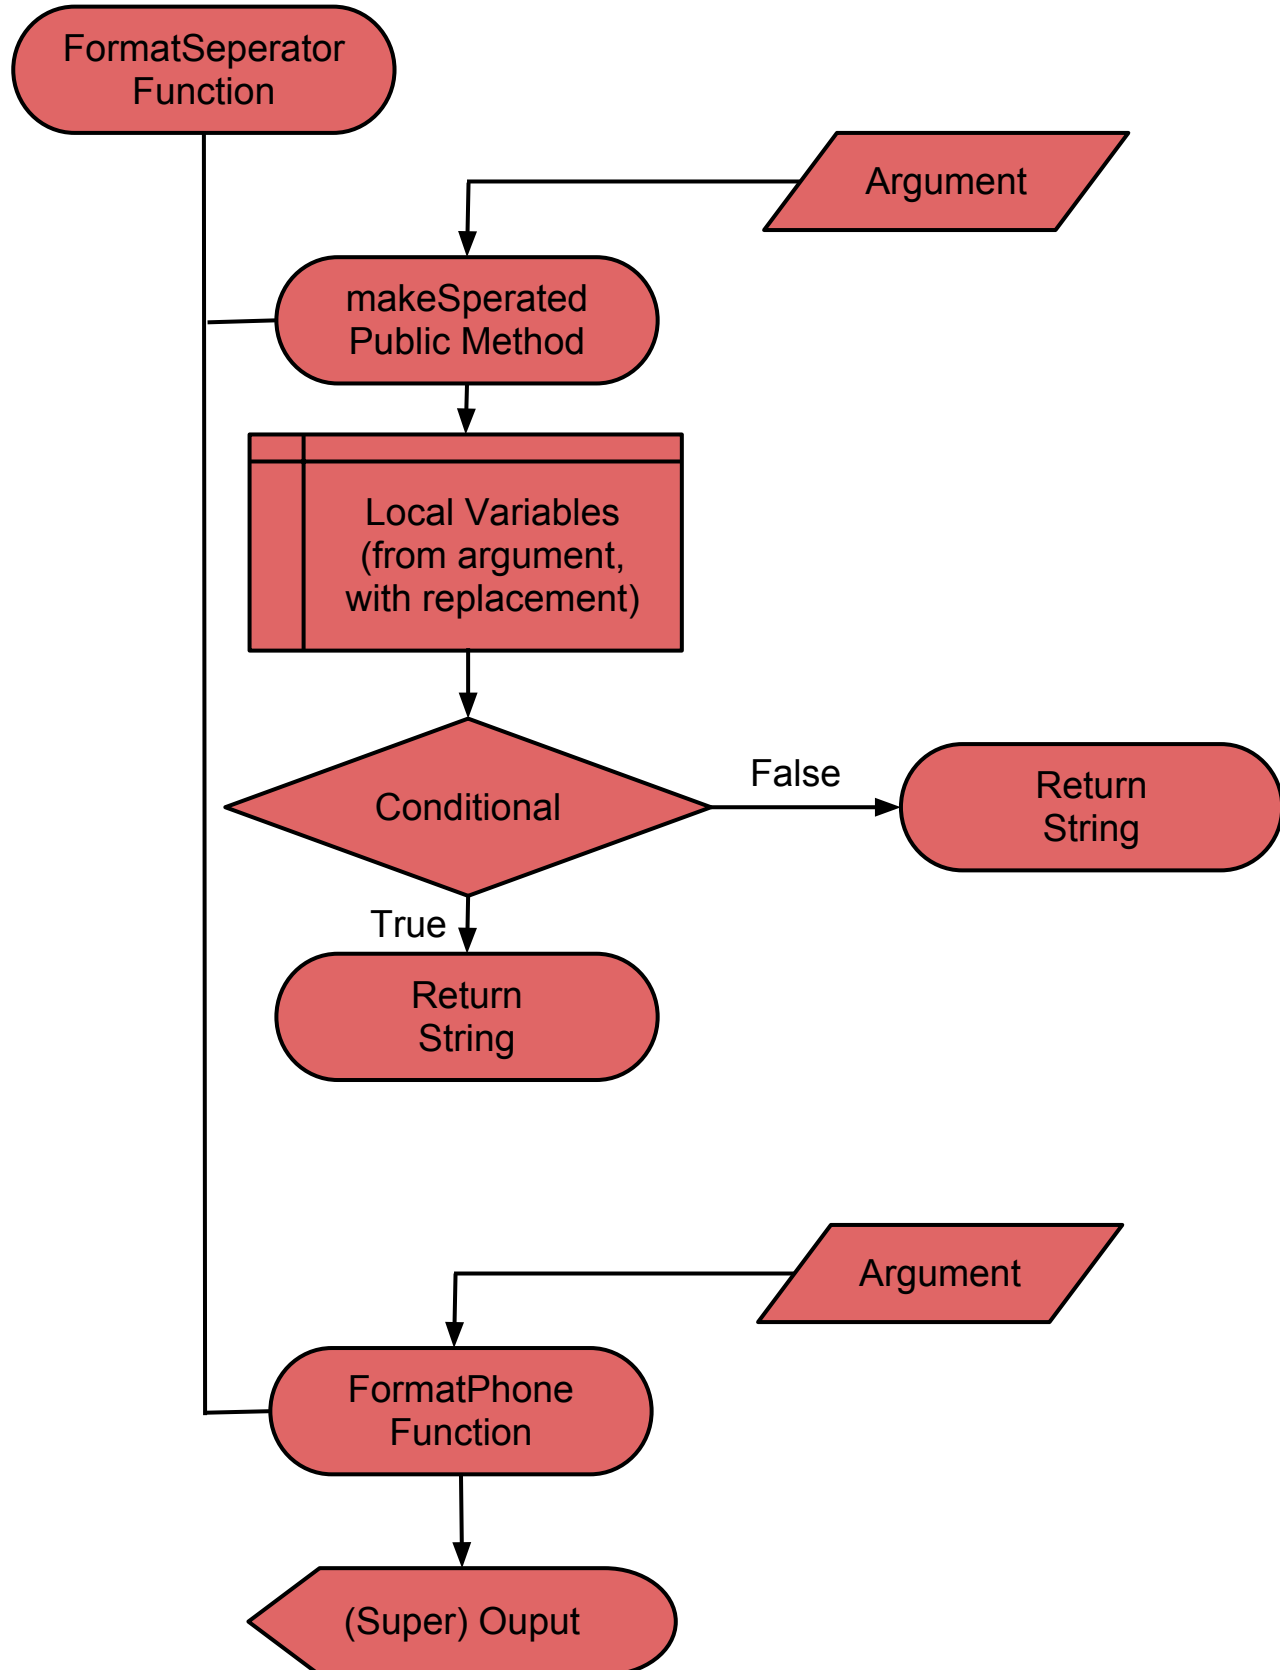 FormatSeperator
Function
Argument
makeSperated
Public Method
Local Variables
(from argument,
with replacement)
Conditional
False
Return
String
True
Return
String
Argument
FormatPhone
Function
(Super) Ouput